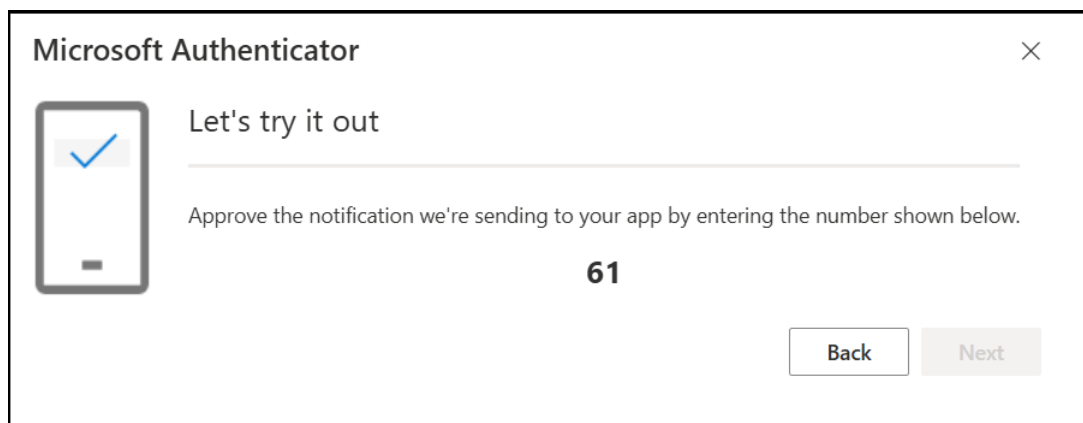 Microsoft Authenticator
Let's try it out
Approve the notification we're sending to your app by entering the number shown below.
61
Back
Next